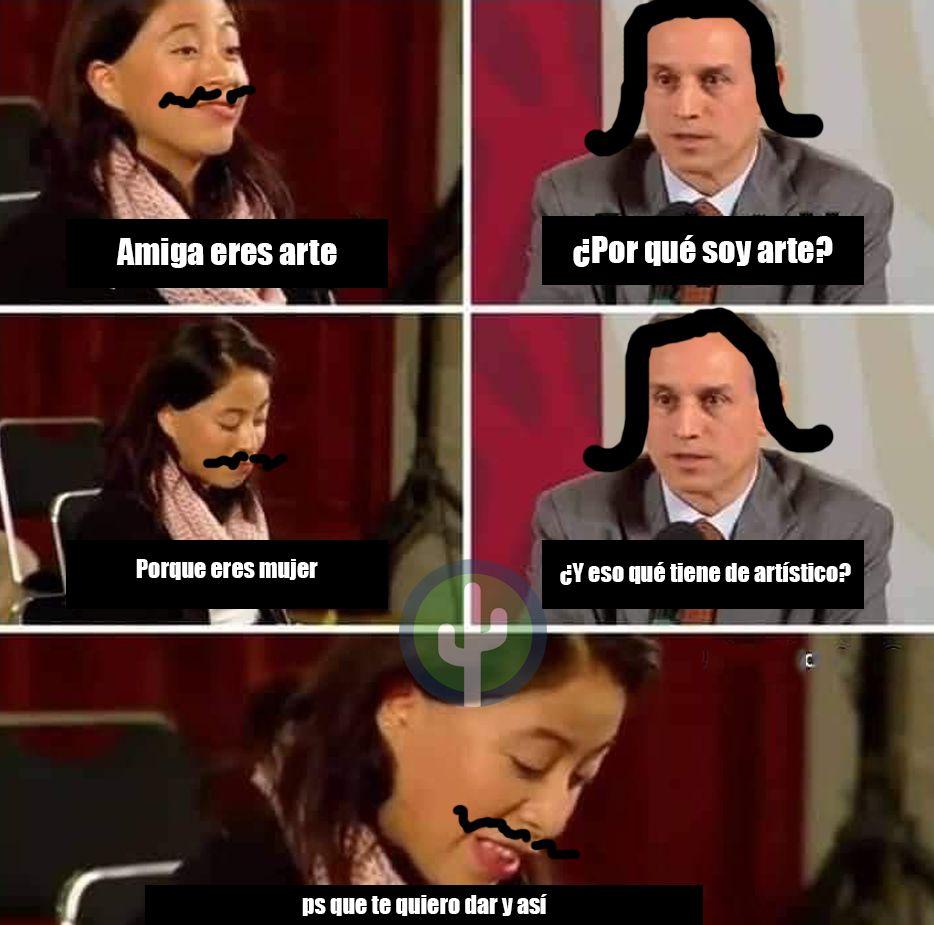 Amiga eres arte
¿Por qué soy arte?
Porque eres mujer
¿Y eso qué tiene de artístico?
ps que te quiero dar y así